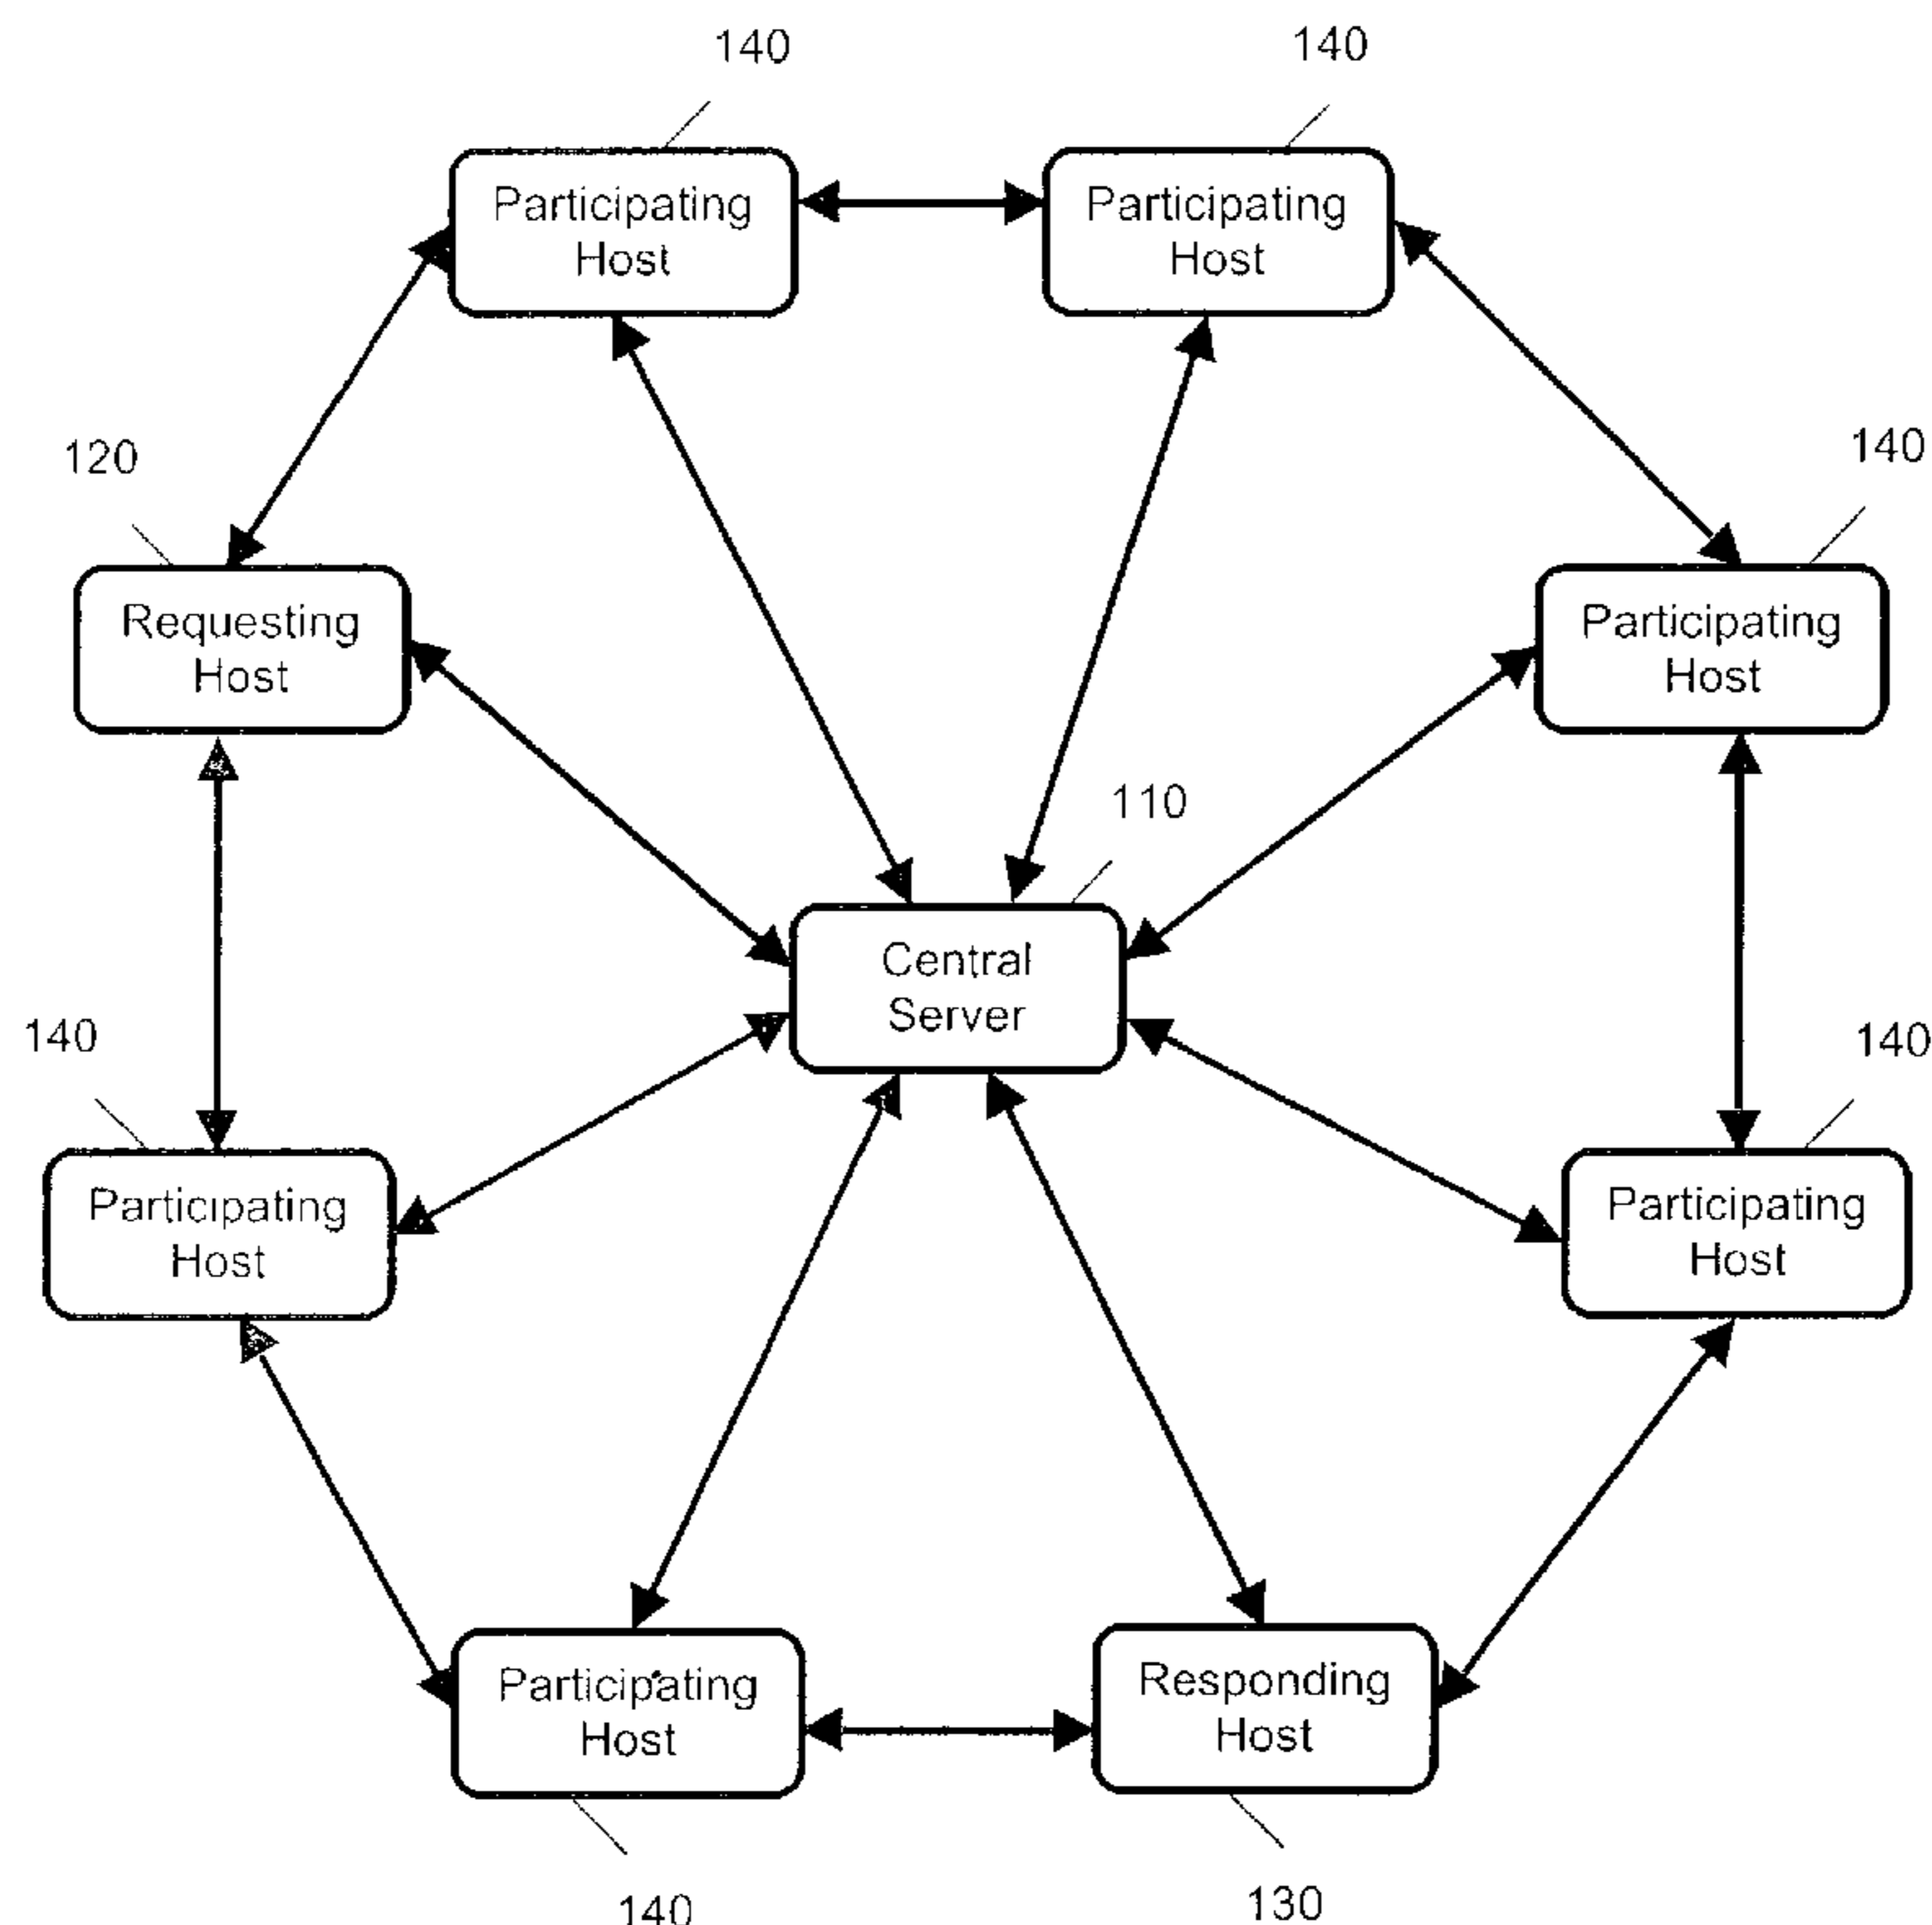 140
140
Participating
Host
Participating
Host
120
140
Requesting
Host
Participating
Host
110
Central
Server
140
140
Participating
Host
Participating
Host
Participating
Host
Responding
Host
140
130